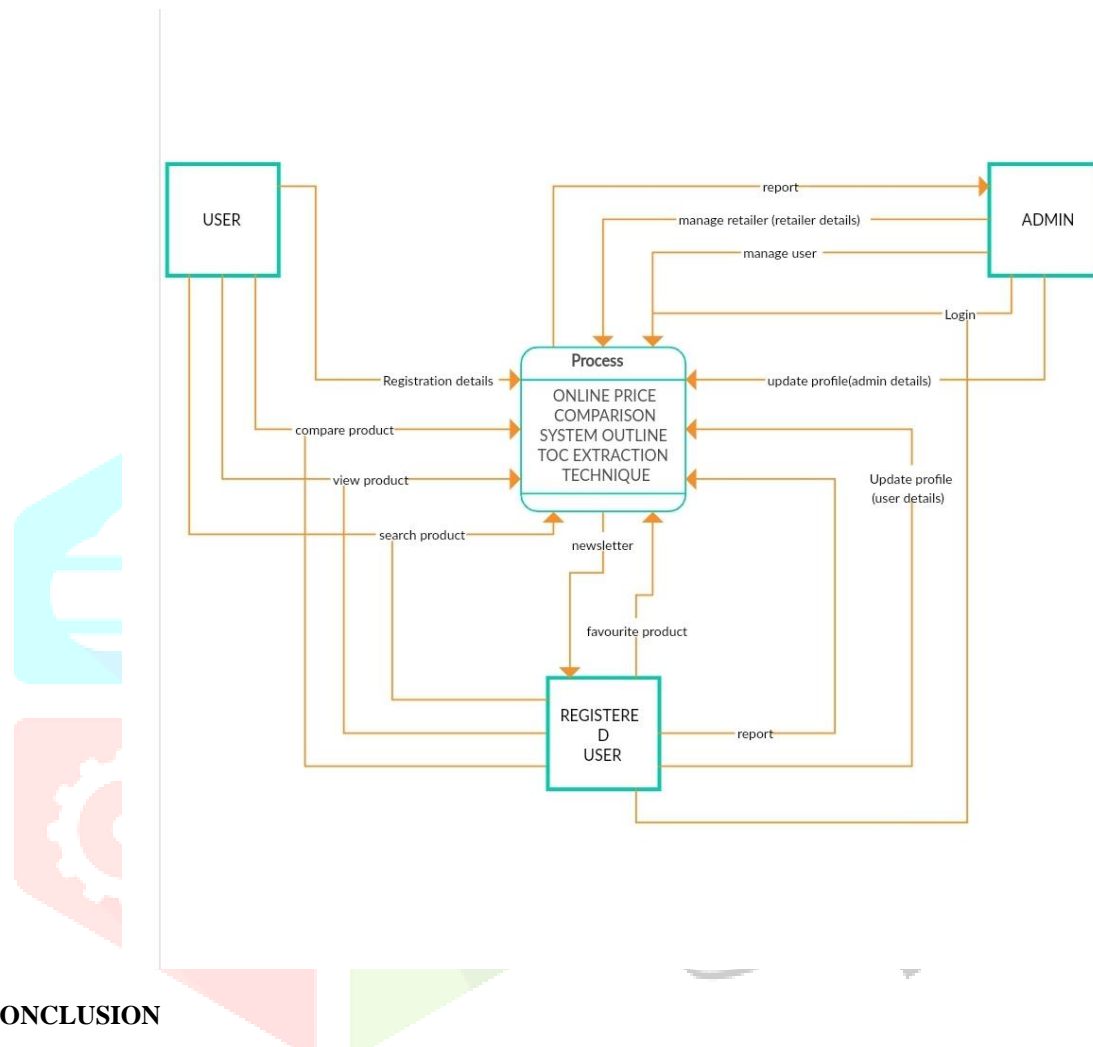 report
USER
manage retailer (retailer details)
ADMIN
manage user
Login
Process
Registration details
update profile(admin details)
ONLINE PRICE
COMPARISON
SYSTEM OUTLINE
TOC EXTRACTION
TECHNIQUE
compare product
view product
Update profile
(user details)
search product
newsletter
favourite product
REGISTERE
D
USER
report
ONCLUSION